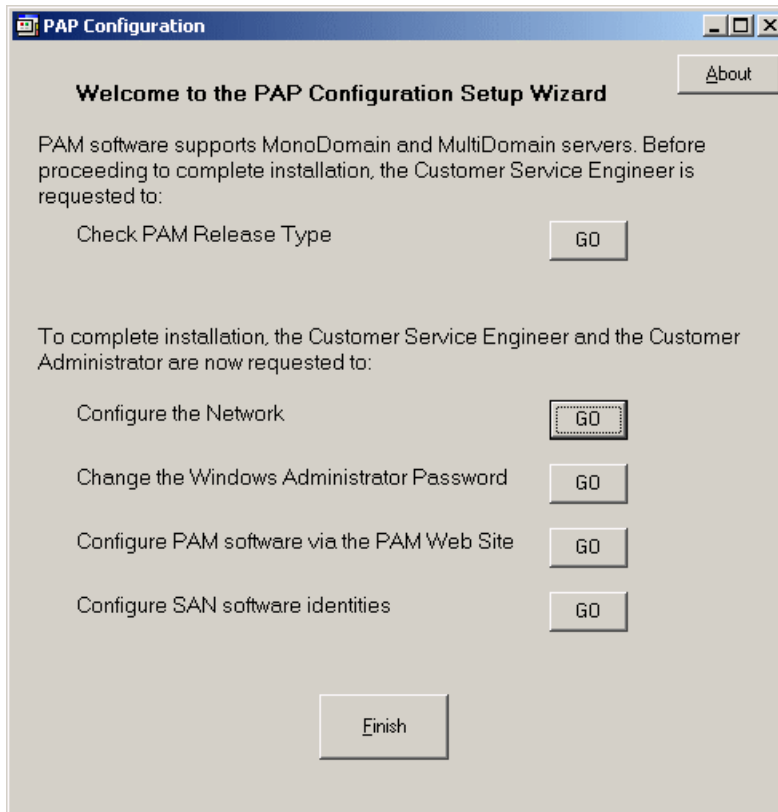 PAP Configuration
About
Welcome to the PAP Configuration Setup Wizard
PAM software supports MonoDomain and MultiDomain servers. Before
proceeding to complete installation, the Customer Service Engineer is
requested to:
Check PAM Release Type GO
To complete installation, the Customer Service Engineer and the Customer
Administrator are now requested to:
Configure the Network GO
Change the Windows Administrator Password GO
Configure PAM software via the PAM Web Site GO
Configure SAN software identities GO
Finish